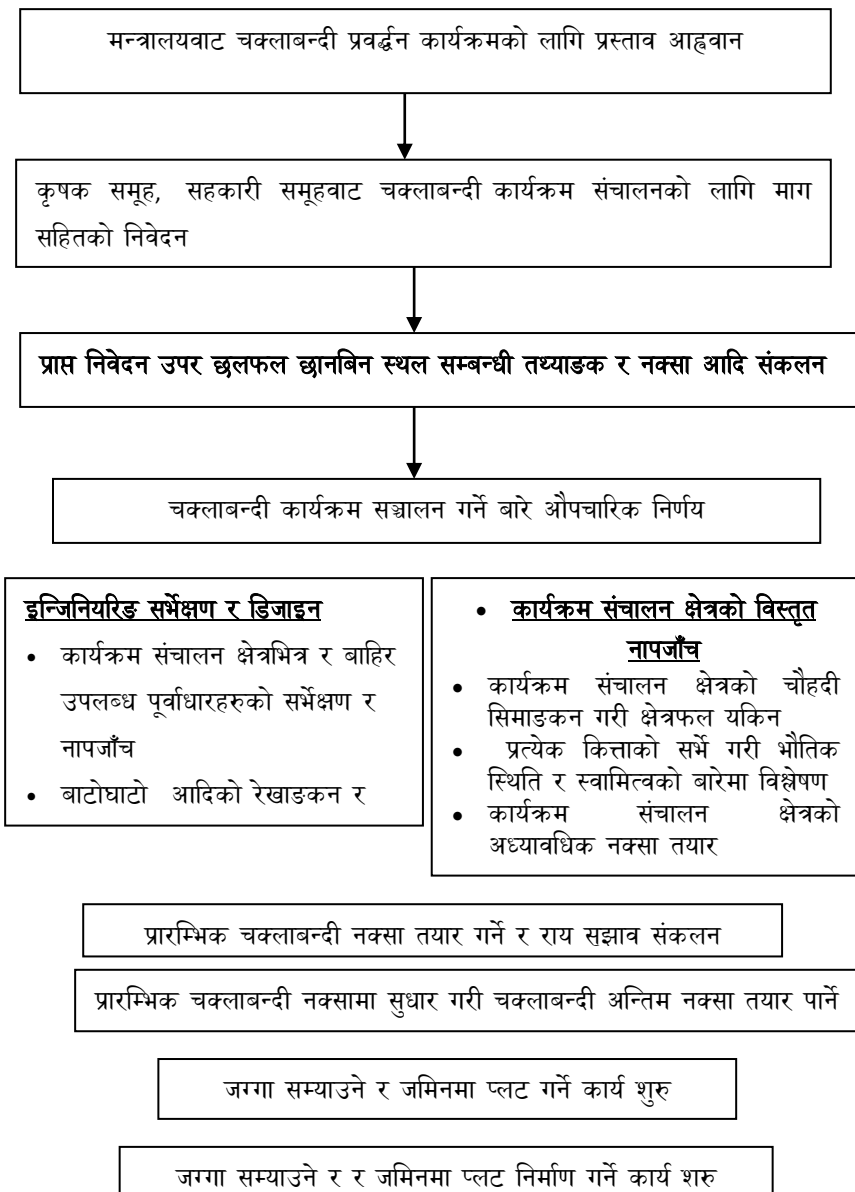 मन्त्रालयवाट चक्लाबन्दी प्रवर्द्धन कार्यक्रमको लागि प्रस्ताव आह्ववान
कृषक समूह, सहकारी समूहवाट चक्लाबन्दी कार्यक्रम संचालनको लागि माग
सहितको निवेदन
प्राप्त निवेदन उपर छलफल छानबिन स्थल सम्बन्धी तथ्याङक र नक्सा आदि संकलन
चक्लाबन्दी कार्यक्रम सञ्चालन गर्ने बारे औपचारिक निर्णय
इन्जिनियरिङ सर्भेक्षण र डिजाइन
• कार्यक्रम संचालन क्षेत्रभित्र र बाहिर
उपलब्ध पूर्वाधारहरुको सर्भेक्षण र
नापजाँच
• बाटोघाटो आदिको रेखाङकन र
• कार्यक्रम संचालन क्षेत्रको विस्तृत
नापजाँच
• कार्यक्रम संचालन क्षेत्रको चौहदी
सिमाङकन गरी क्षेत्रफल यकिन
• प्रत्येक कित्ताको सर्भे गरी भौतिक
स्थिति र स्वामित्वको बारेमा विश्लेषण
• कार्यक्रम संचालन क्षेत्रको
अध्यावधिक नक्सा तयार
प्रारम्भिक चक्लाबन्दी नक्सा तयार गर्ने र राय सुझाव संकलन
प्रारम्भिक चक्लाबन्दी नक्सामा सुधार गरी चक्लाबन्दी अन्तिम नक्सा तयार पार्ने
जग्गा सम्याउने र जमिनमा प्लट गर्ने कार्य शुरु
जग्गा सम्याउने र र जमिनमा प्लट निर्माण गर्ने कार्य शरु